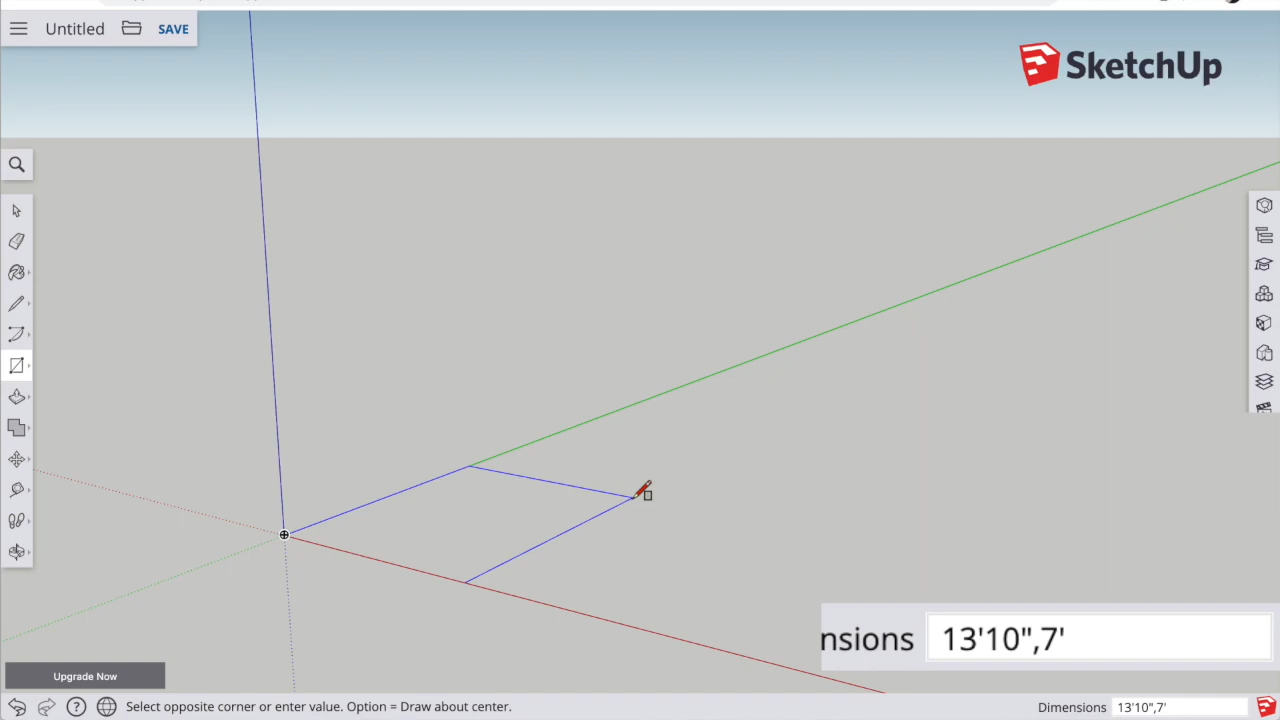 Untitled
SAVE
SketchUp
nsions 13'10",7'
Upgrade Now
Select opposite corner or enter value. Option = Draw about center.
Dimensions 13'10",7'